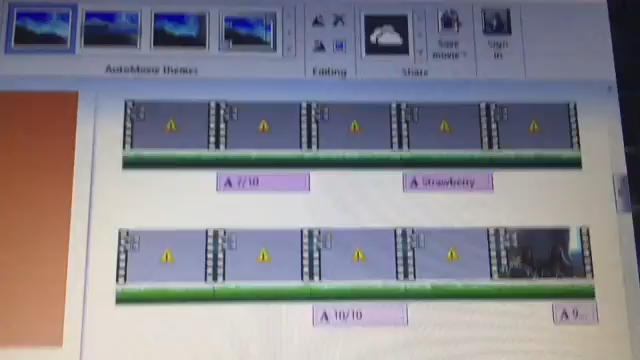 AutoMovie themes
Editing
Save
movie
Share
Sign
in
A 7/10
A Strawberry
A 10/10
A 9...